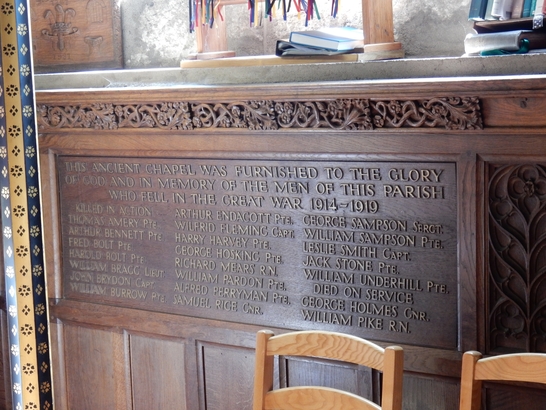 THIS ANCIENT CHAPEL WAS FURNISHED TO THE GLORY
OF GOD AND IN MEMORY OF THE MEN OF THIS PARISH
WHO FELL IN THE GREAT WAR 1914-1919
KILLED IN ACTION
THOMAS AMERY PTE.
ARTHUR BENNETT PTE.
FRED BOLT PTE.
HAROLD BOLT PTE.
WILLIAM BRAGG LIEUT.
JOHN BRYDON CAPT.
WILLIAM BURROW PTE.
ARTHUR ENDACOTT PTE.
WILFRID FLEMING CAPT.
HARRY HARVEY PTE.
GEORGE HOSKING PTE.
RICHARD MEARS R.N.
WILLIAM PARDON PTE.
ALFRED PERRYMAN PTE.
SAMUEL RICE GNR.
GEORGE SAMPSON SERGT.
WILLIAM SAMPSON PTE.
LESLIE SMITH CAPT.
JACK STONE PTE.
WILLIAM UNDERHILL PTE.
DIED ON SERVICE
GEORGE HOLMES GNR.
WILLIAM PIKE R.N.